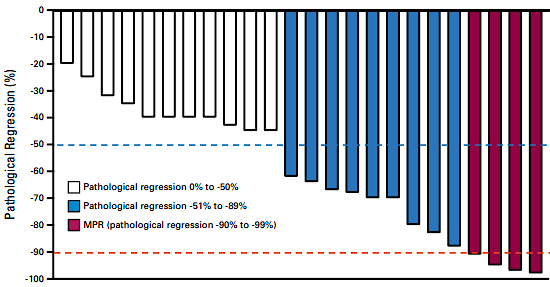 Pathological Regression (%)
0
-10
-20
-30
-40
-50
-60
-70
-80
-90
-100
Pathological regression 0% to -50%
Pathological regression -51% to -89%
MPR (pathological regression -90% to -99%)